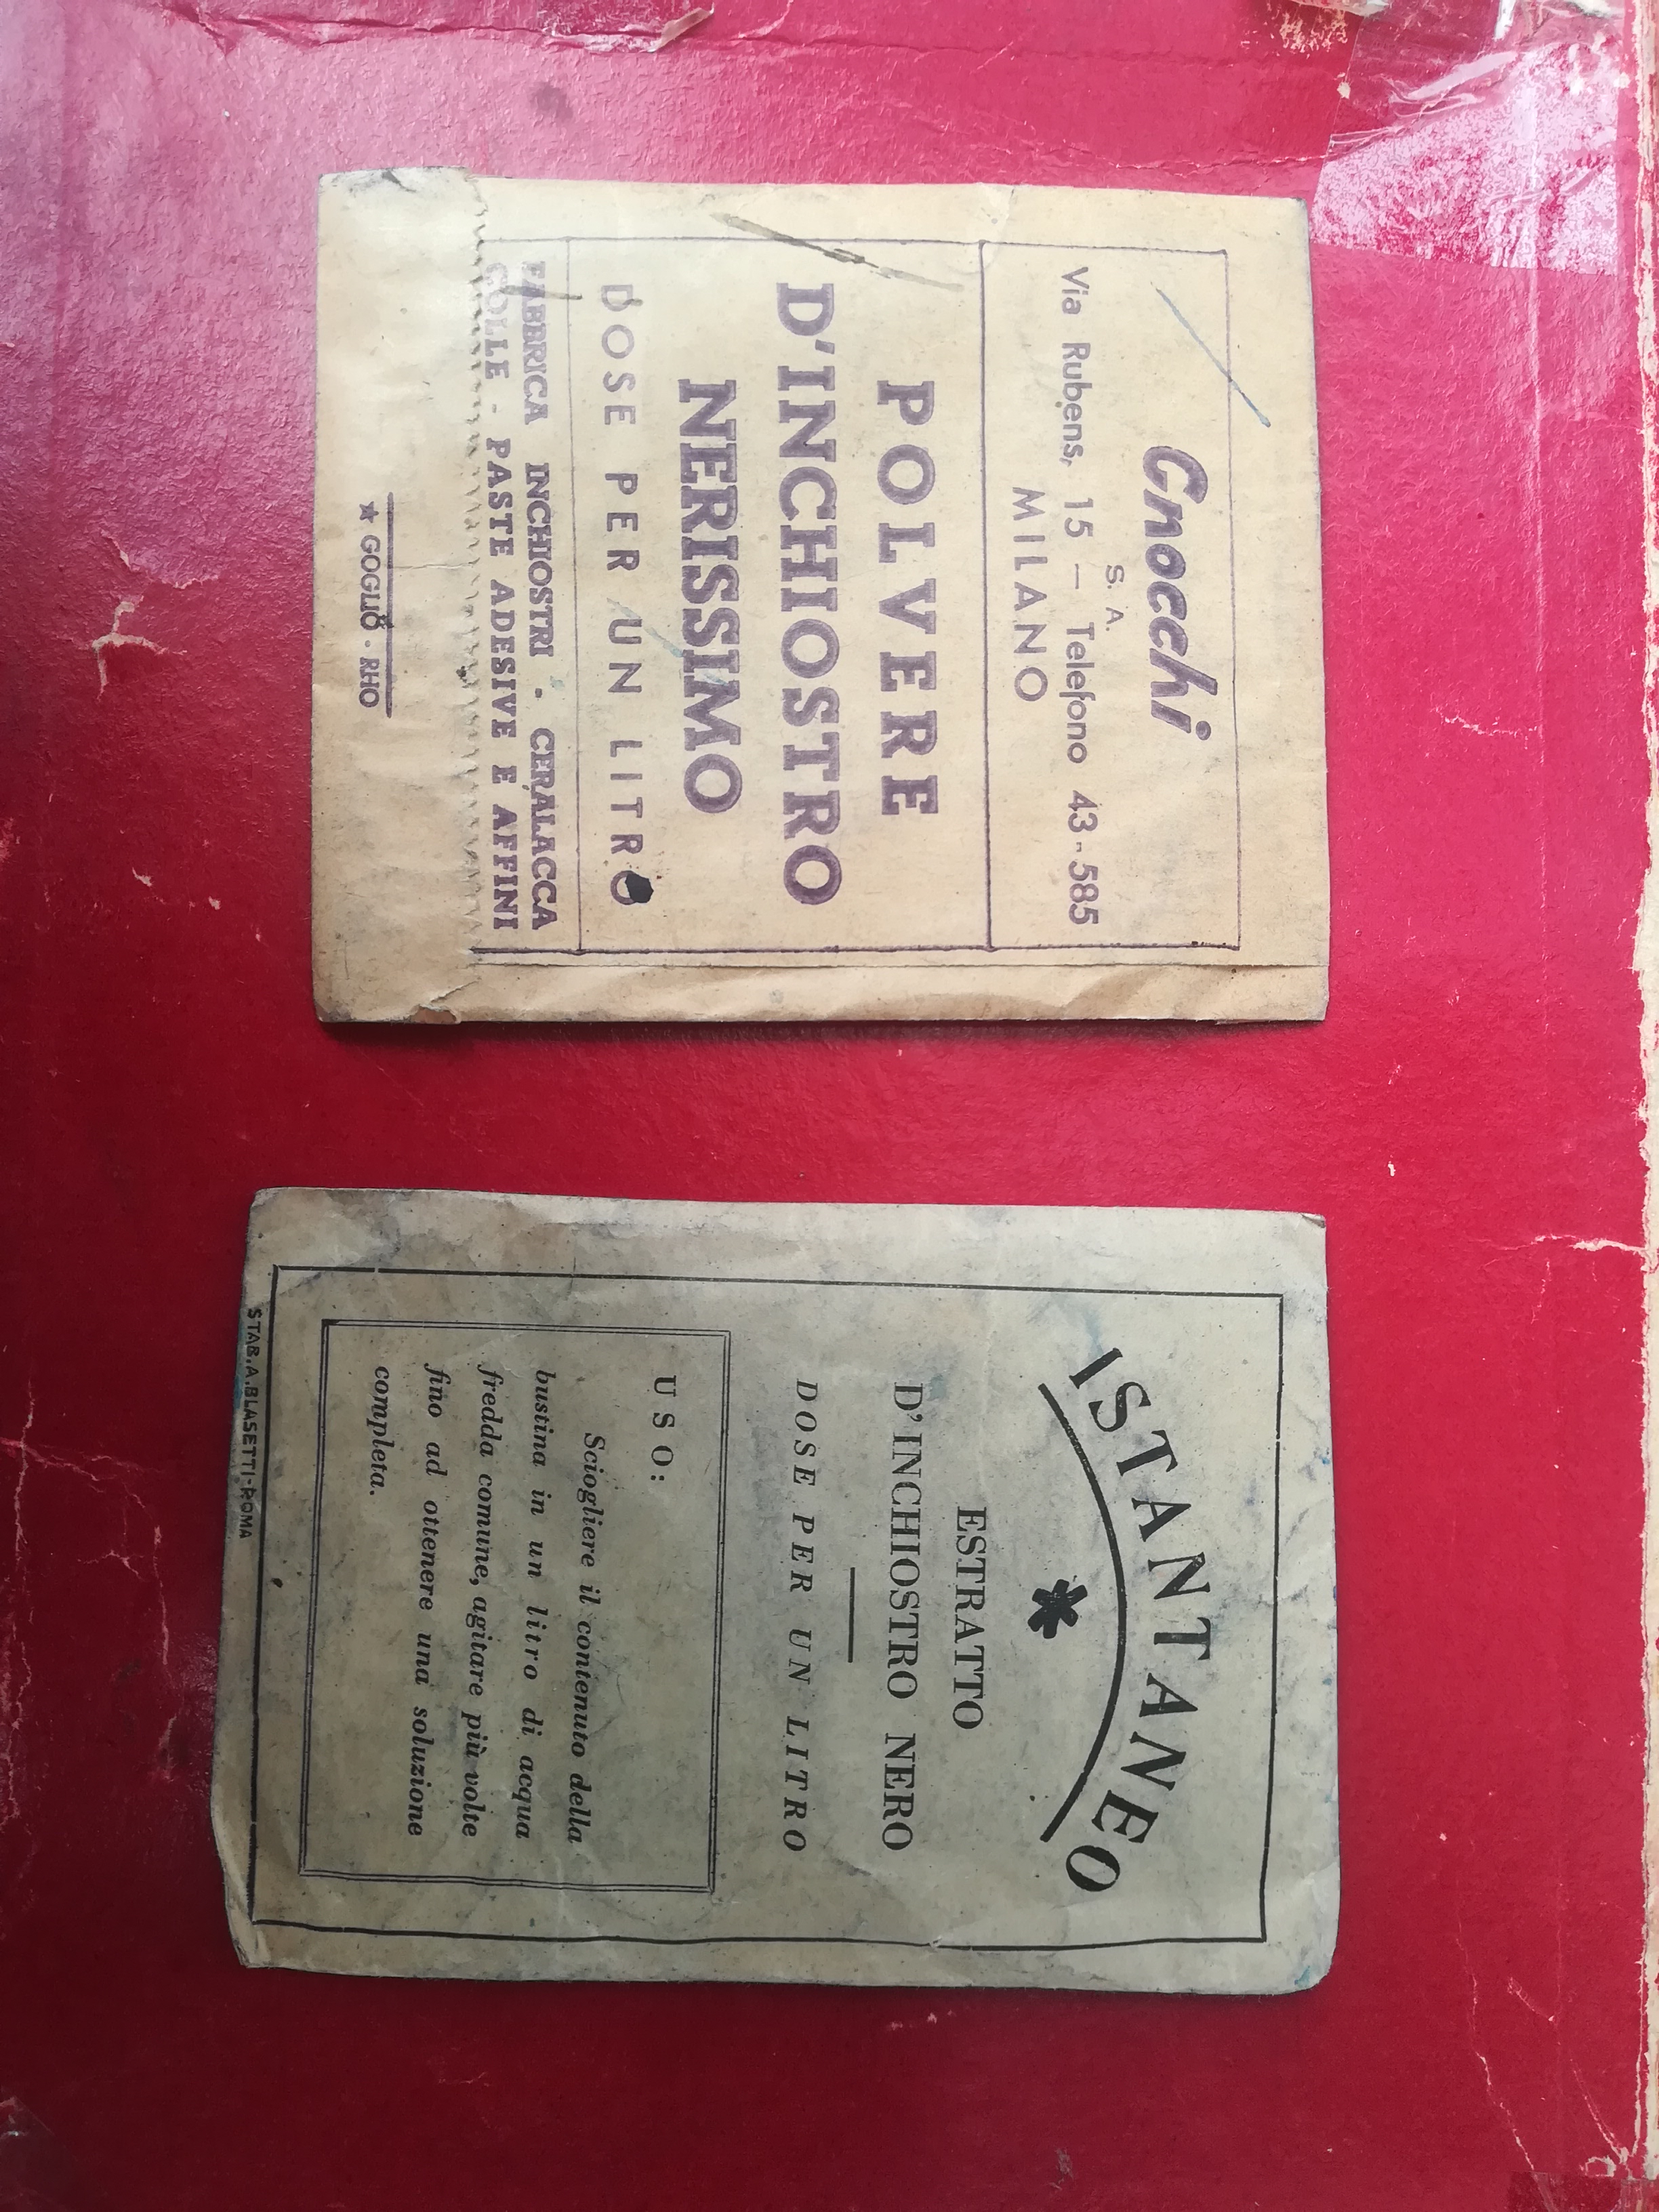 Gnocchi
S. A.
Via Rubens, 15 — Telefono 43-585
MILANO
POLVERE
D'INCHIOSTRO
NERISSIMO
DOSE PER UN LITRO
FABBRICA INCHIOSTRI - CERALACCA
COLLE - PASTE ADESIVE E AFFINI
★ GOGLIO - RHO
ISTANTANEO
*
ESTRATTO
D'INCHIOSTRO NERO
DOSE PER UN LITRO
USO:
Sciogliere il contenuto della
bustina in un litro di acqua
fredda comune, agitare più volte
fino ad ottenere una soluzione
completa.
STAB. A. BLASETTI-ROMA